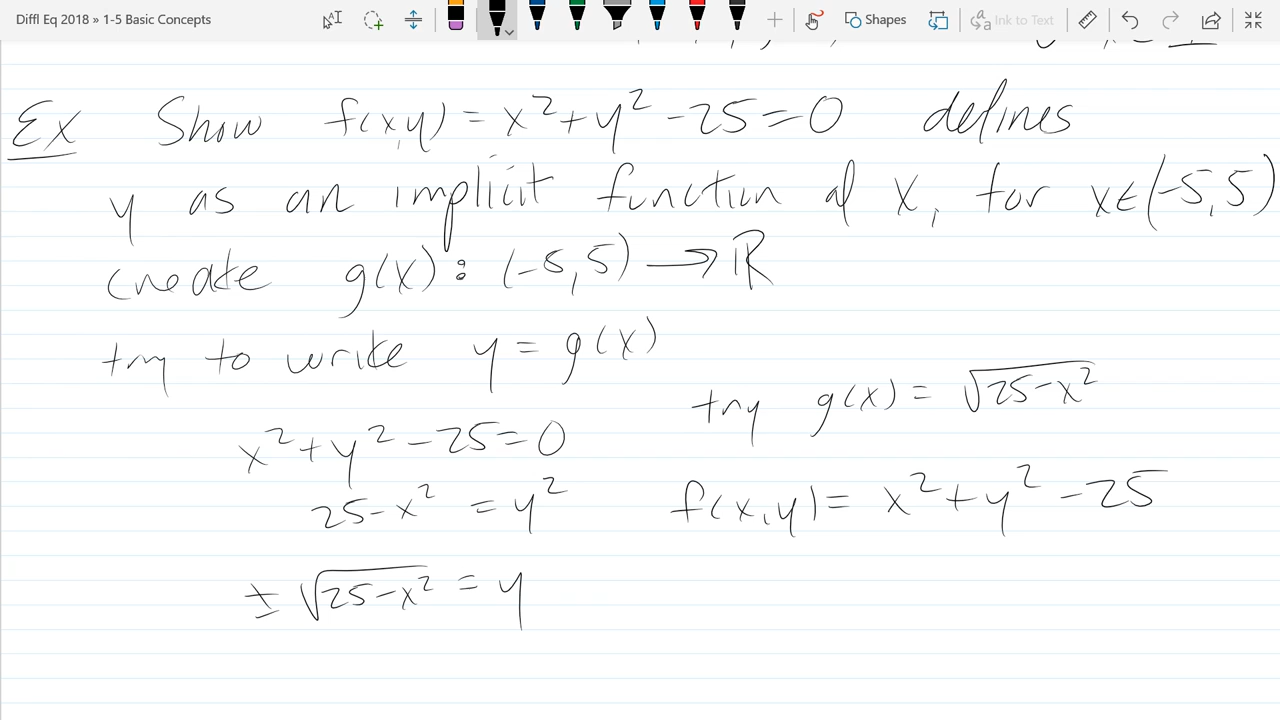 Diffl Eq 2018 » 1-5 Basic Concepts
Shapes
Ink to Text
Ex Show f(x,y) = x² + y² - 25 = 0 defines
y as an implicit function of x, for x∈(-5,5)
create g(x): (-5,5) → ℝ
try to write y = g(x)
try g(x) = √(25-x²)
x² + y² - 25 = 0
25 - x² = y²
f(x,y) = x² + y² - 25
± √(25-x²) = y